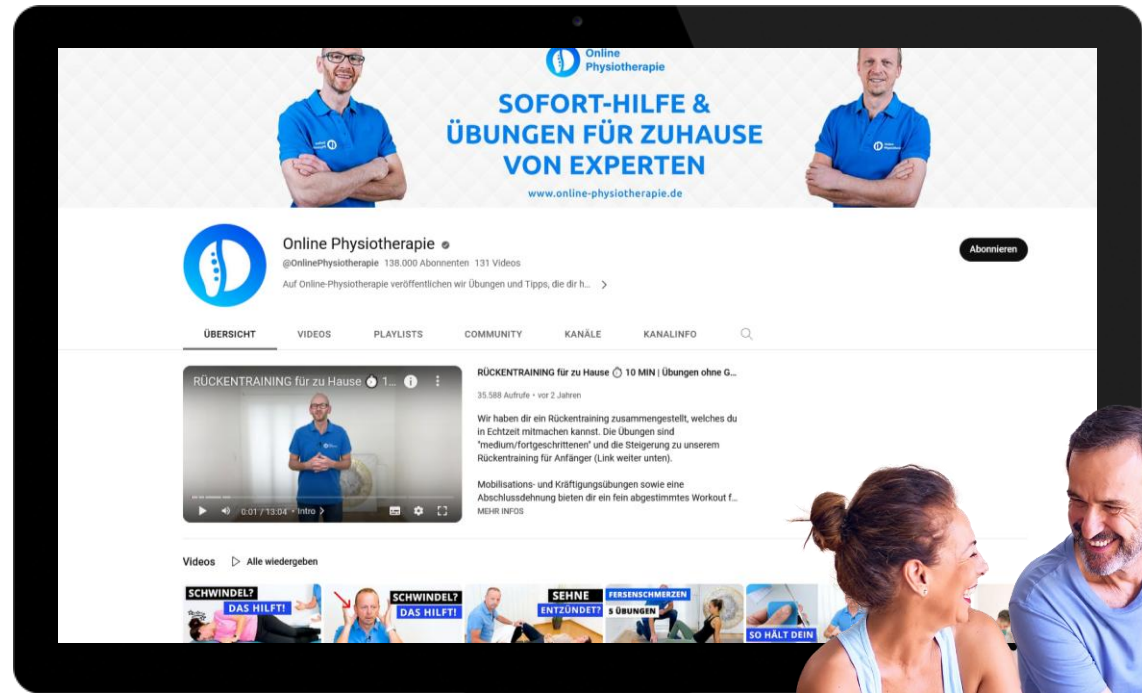 Online
Physiotherapie
SOFORT-HILFE &
ÜBUNGEN FÜR ZUHAUSE
VON EXPERTEN
www.online-physiotherapie.de
Online Physiotherapie
@OnlinePhysiotherapie 138.000 Abonnenten 131 Videos
Auf Online-Physiotherapie veröffentlichen wir Übungen und Tipps, die dir h...
Abonnieren
ÜBERSICHT VIDEOS PLAYLISTS COMMUNITY KANÄLE KANALINFO
RÜCKENTRAINING für zu Hause ⏱ 1...
0:01 / 13:04 • Intro
RÜCKENTRAINING für zu Hause ⏱ 10 MIN | Übungen ohne G...
35.588 Aufrufe • vor 2 Jahren
Wir haben dir ein Rückentraining zusammengestellt, welches du
in Echtzeit mitmachen kannst. Die Übungen sind
"medium/fortgeschrittenen" und die Steigerung zu unserem
Rückentraining für Anfänger (Link weiter unten).
Mobilisations- und Kräftigungsübungen sowie eine
Abschlussdehnung bieten dir ein fein abgestimmtes Workout f...
MEHR INFOS
Videos Alle wiedergeben
SCHWINDEL?
DAS HILFT!
SCHWINDEL?
DAS HILFT!
SEHNE
ENTZÜNDET?
FERSENSCHMERZEN
5 ÜBUNGEN
SO HÄLT DEIN